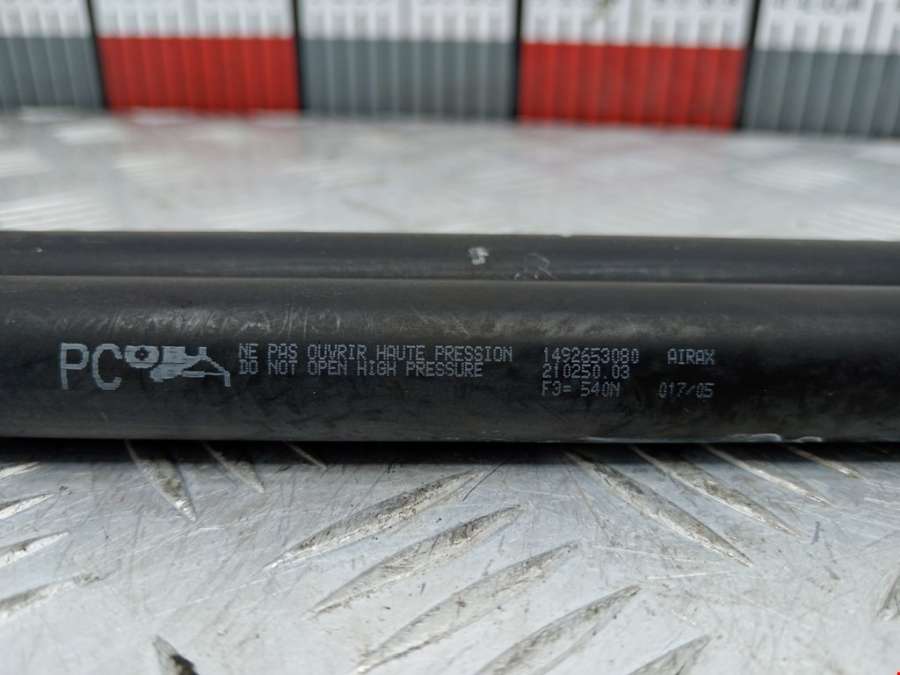 PC
NE PAS OUVRIR HAUTE PRESSION 1492653080 AIRAX
DO NOT OPEN HIGH PRESSURE 210250.03
F3= 540N 017/05